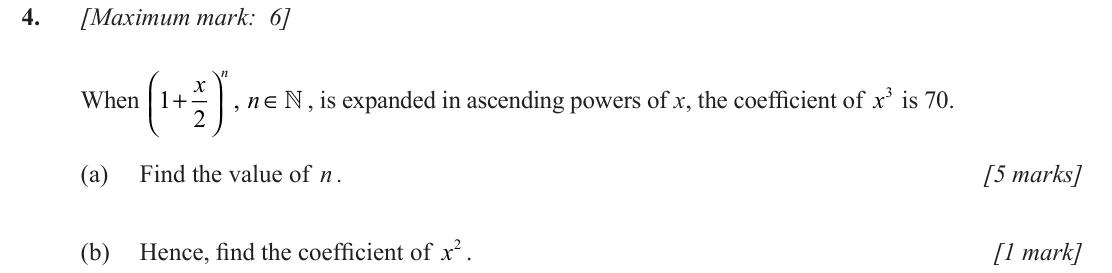 4. [Maximum mark: 6]
When (1+x/2)ⁿ, n∈ℕ, is expanded in ascending powers of x, the coefficient of x³ is 70.
(a) Find the value of n. [5 marks]
(b) Hence, find the coefficient of x². [1 mark]